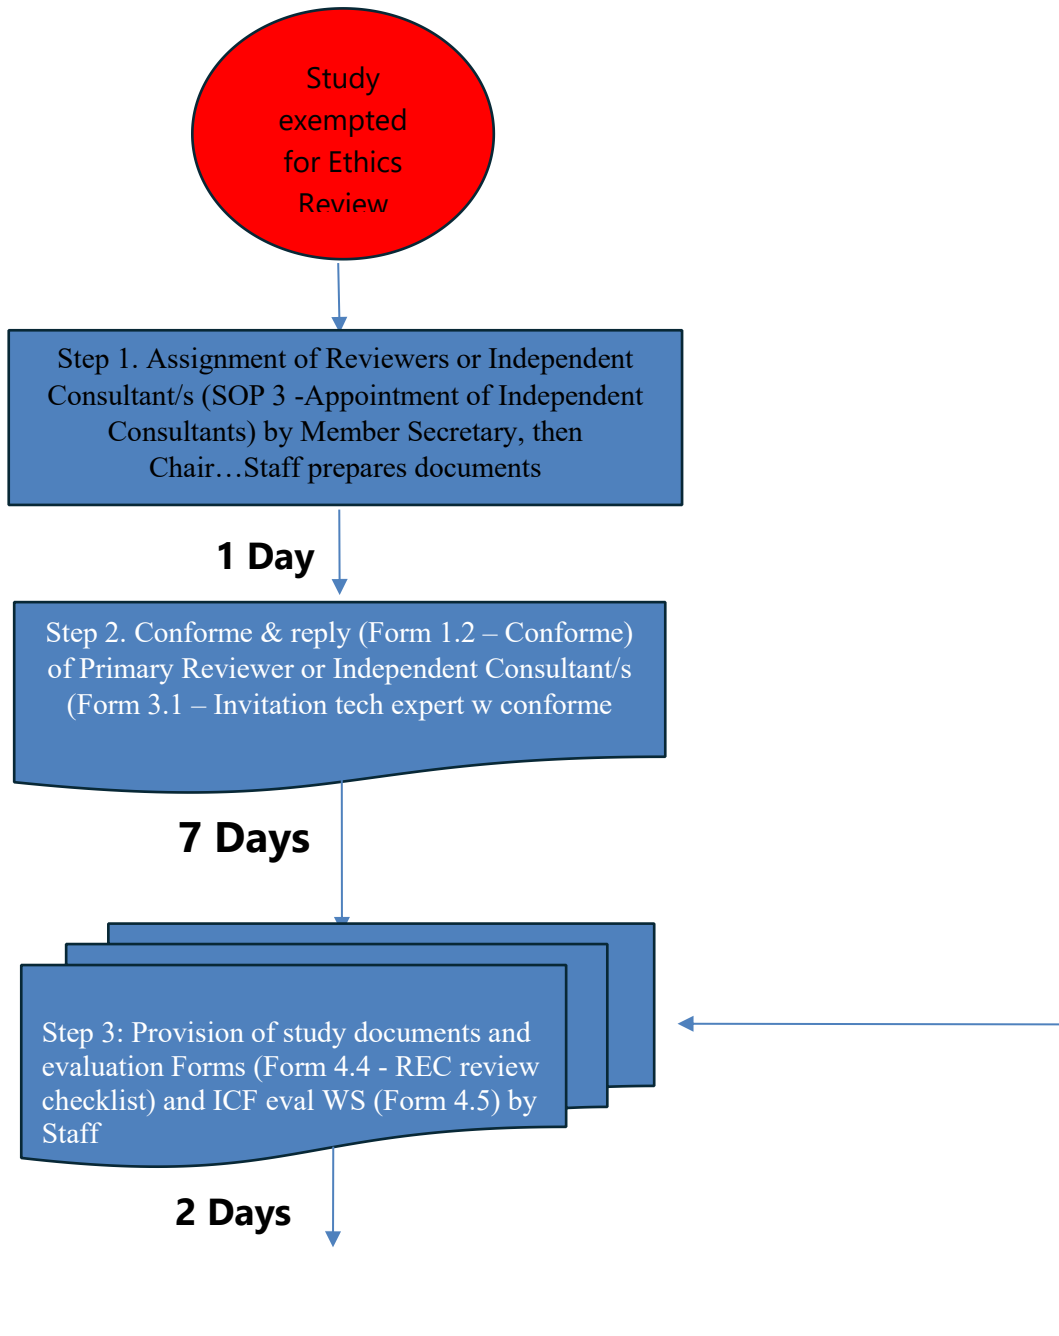 Study
exempted
for Ethics
Review
Step 1. Assignment of Reviewers or Independent
Consultant/s (SOP 3 -Appointment of Independent
Consultants) by Member Secretary, then
Chair…Staff prepares documents
1 Day
Step 2. Conforme & reply (Form 1.2 – Conforme)
of Primary Reviewer or Independent Consultant/s
(Form 3.1 – Invitation tech expert w conforme
7 Days
Step 3: Provision of study documents and
evaluation Forms (Form 4.4 - REC review
checklist) and ICF eval WS (Form 4.5) by
Staff
2 Days